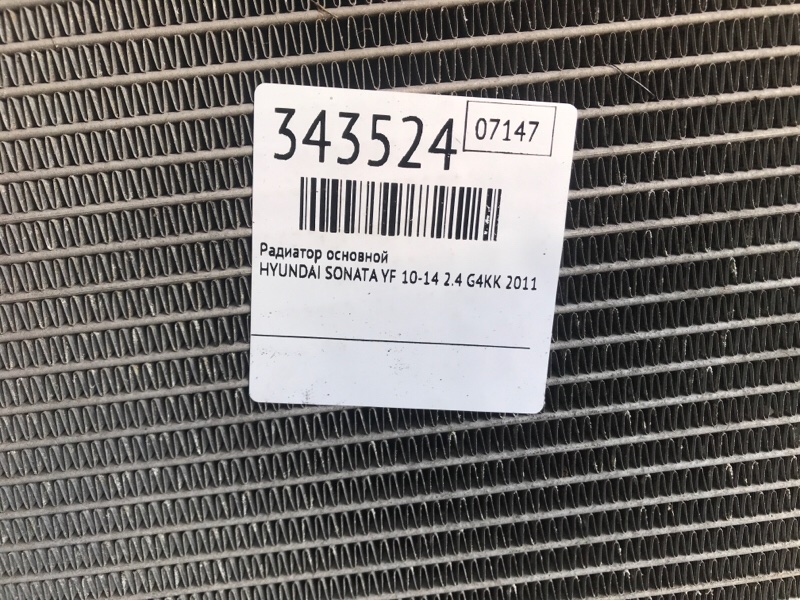 343524
07147
Радиатор основной
HYUNDAI SONATA YF 10-14 2.4 G4KK 2011